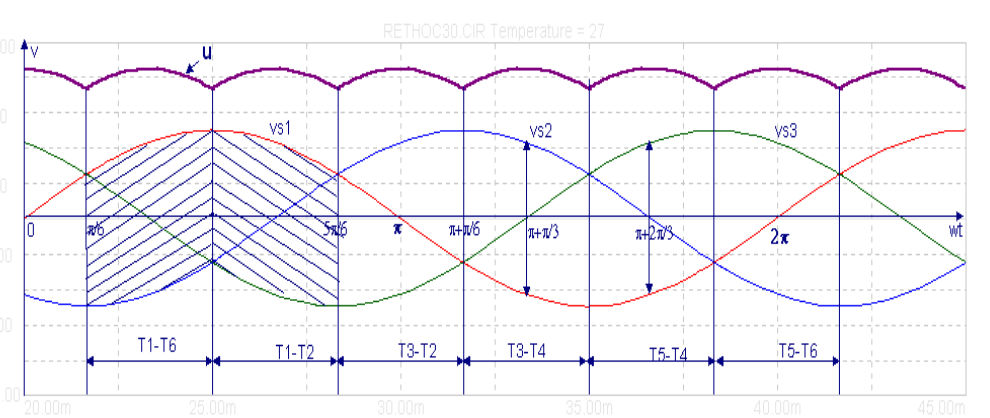 RETHOC30.CIR Temperature = 27
.00
v
u
vs1
vs2
vs3
0
π/6
5π/6
π
π+π/6
π+π/3
π+2π/3
2π
wt
T1-T6
T1-T2
T3-T2
T3-T4
T5-T4
T5-T6
.00
20.00m
25.00m
30.00m
35.00m
40.00m
45.00m